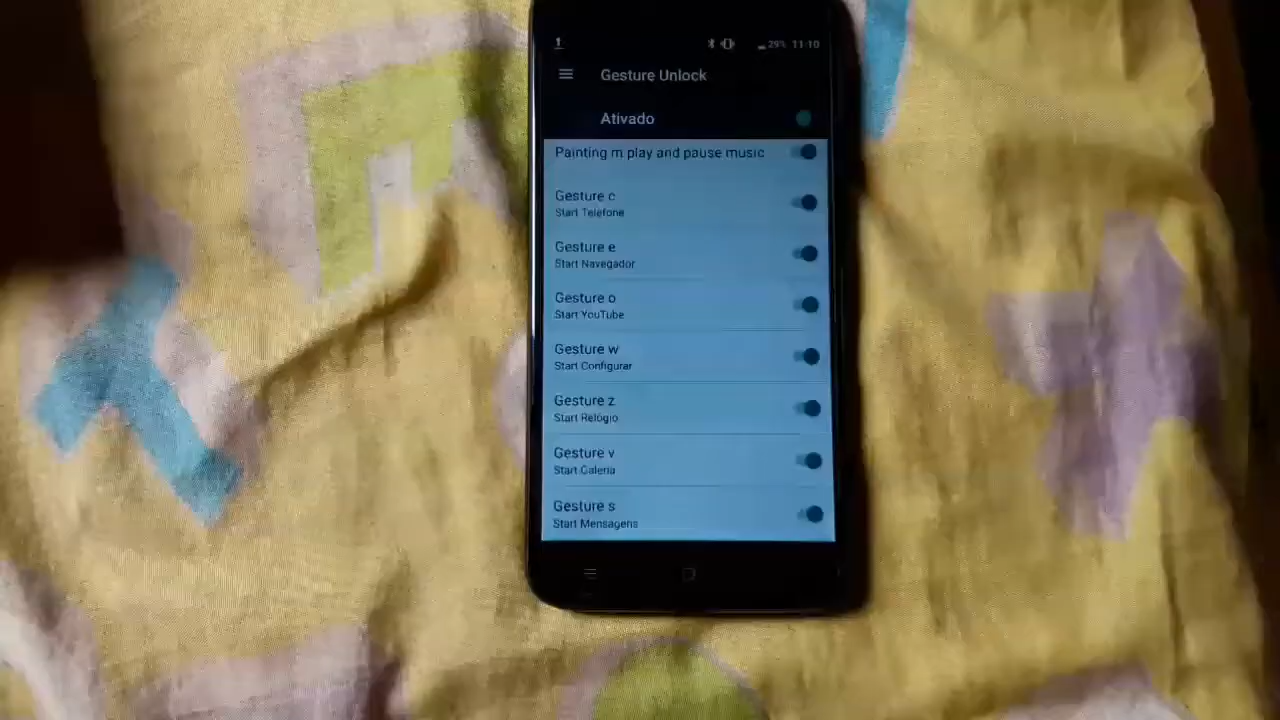 29% 11:10
Gesture Unlock
Ativado
Painting m play and pause music
Gesture c
Start Telefone
Gesture e
Start Navegador
Gesture o
Start YouTube
Gesture w
Start Configurar
Gesture z
Start Relógio
Gesture v
Start Galeria
Gesture s
Start Mensagens